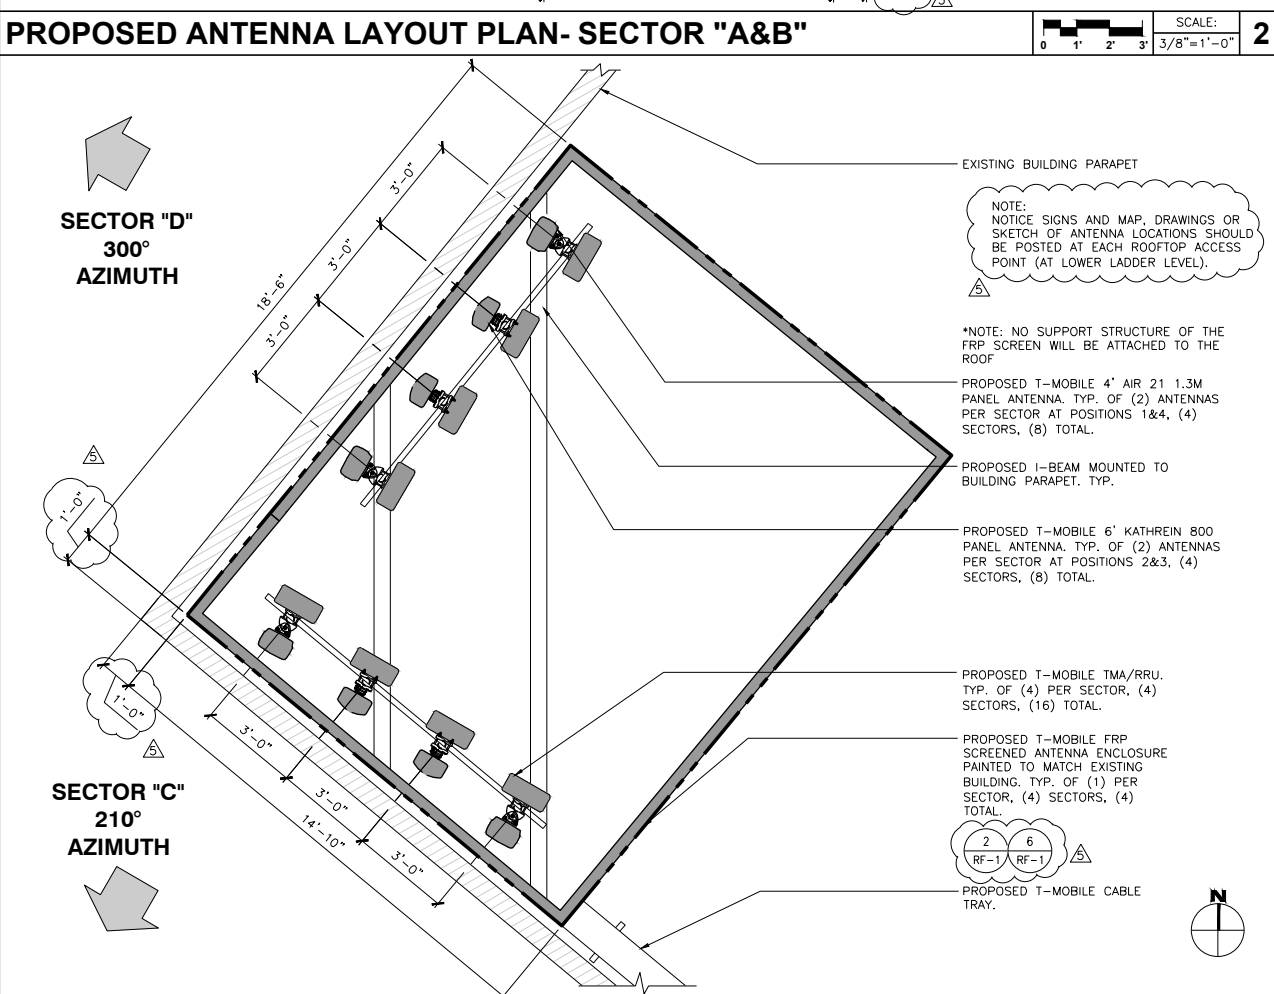 5
PROPOSED ANTENNA LAYOUT PLAN- SECTOR "A&B"
0 1' 2' 3'
SCALE:
3/8"=1'-0"
2
EXISTING BUILDING PARAPET
NOTE:
NOTICE SIGNS AND MAP, DRAWINGS OR
SKETCH OF ANTENNA LOCATIONS SHOULD
BE POSTED AT EACH ROOFTOP ACCESS
POINT (AT LOWER LADDER LEVEL).
5
*NOTE: NO SUPPORT STRUCTURE OF THE
FRP SCREEN WILL BE ATTACHED TO THE
ROOF
PROPOSED T-MOBILE 4' AIR 21 1.3M
PANEL ANTENNA. TYP. OF (2) ANTENNAS
PER SECTOR AT POSITIONS 1&4, (4)
SECTORS, (8) TOTAL.
PROPOSED I-BEAM MOUNTED TO
BUILDING PARAPET. TYP.
PROPOSED T-MOBILE 6' KATHREIN 800
PANEL ANTENNA. TYP. OF (2) ANTENNAS
PER SECTOR AT POSITIONS 2&3, (4)
SECTORS, (8) TOTAL.
PROPOSED T-MOBILE TMA/RRU.
TYP. OF (4) PER SECTOR, (4)
SECTORS, (16) TOTAL.
PROPOSED T-MOBILE FRP
SCREENED ANTENNA ENCLOSURE
PAINTED TO MATCH EXISTING
BUILDING. TYP. OF (1) PER
SECTOR, (4) SECTORS, (4)
TOTAL.
2
RF-1
6
RF-1
5
PROPOSED T-MOBILE CABLE
TRAY.
N
SECTOR "D"
300°
AZIMUTH
3'-0"
3'-0"
3'-0"
18'-6"
5
1'-0"
1'-0"
5
SECTOR "C"
210°
AZIMUTH
3'-0"
3'-0"
3'-0"
14'-10"